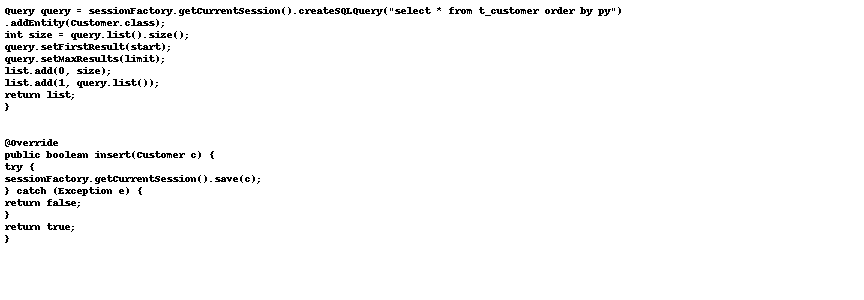 Query query = sessionFactory.getCurrentSession().createSQLQuery("select * from t_customer order by py")
.addEntity(Customer.class);
int size = query.list().size();
query.setFirstResult(start);
query.setMaxResults(limit);
list.add(0, size);
list.add(1, query.list());
return list;
}
@Override
public boolean insert(Customer c) {
try {
sessionFactory.getCurrentSession().save(c);
} catch (Exception e) {
return false;
}
return true;
}